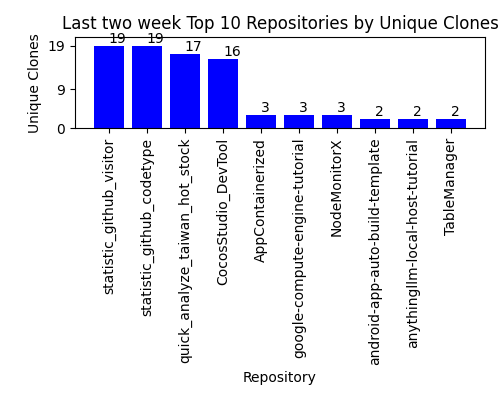 Last two week Top 10 Repositories by Unique Clones
Unique Clones
19
9
0
19
19
17
16
3
3
3
2
2
2
statistic_github_visitor
statistic_github_codetype
quick_analyze_taiwan_hot_stock
CocosStudio_DevTool
AppContainerized
google-compute-engine-tutorial
NodeMonitorX
android-app-auto-build-template
anythingllm-local-host-tutorial
TableManager
Repository